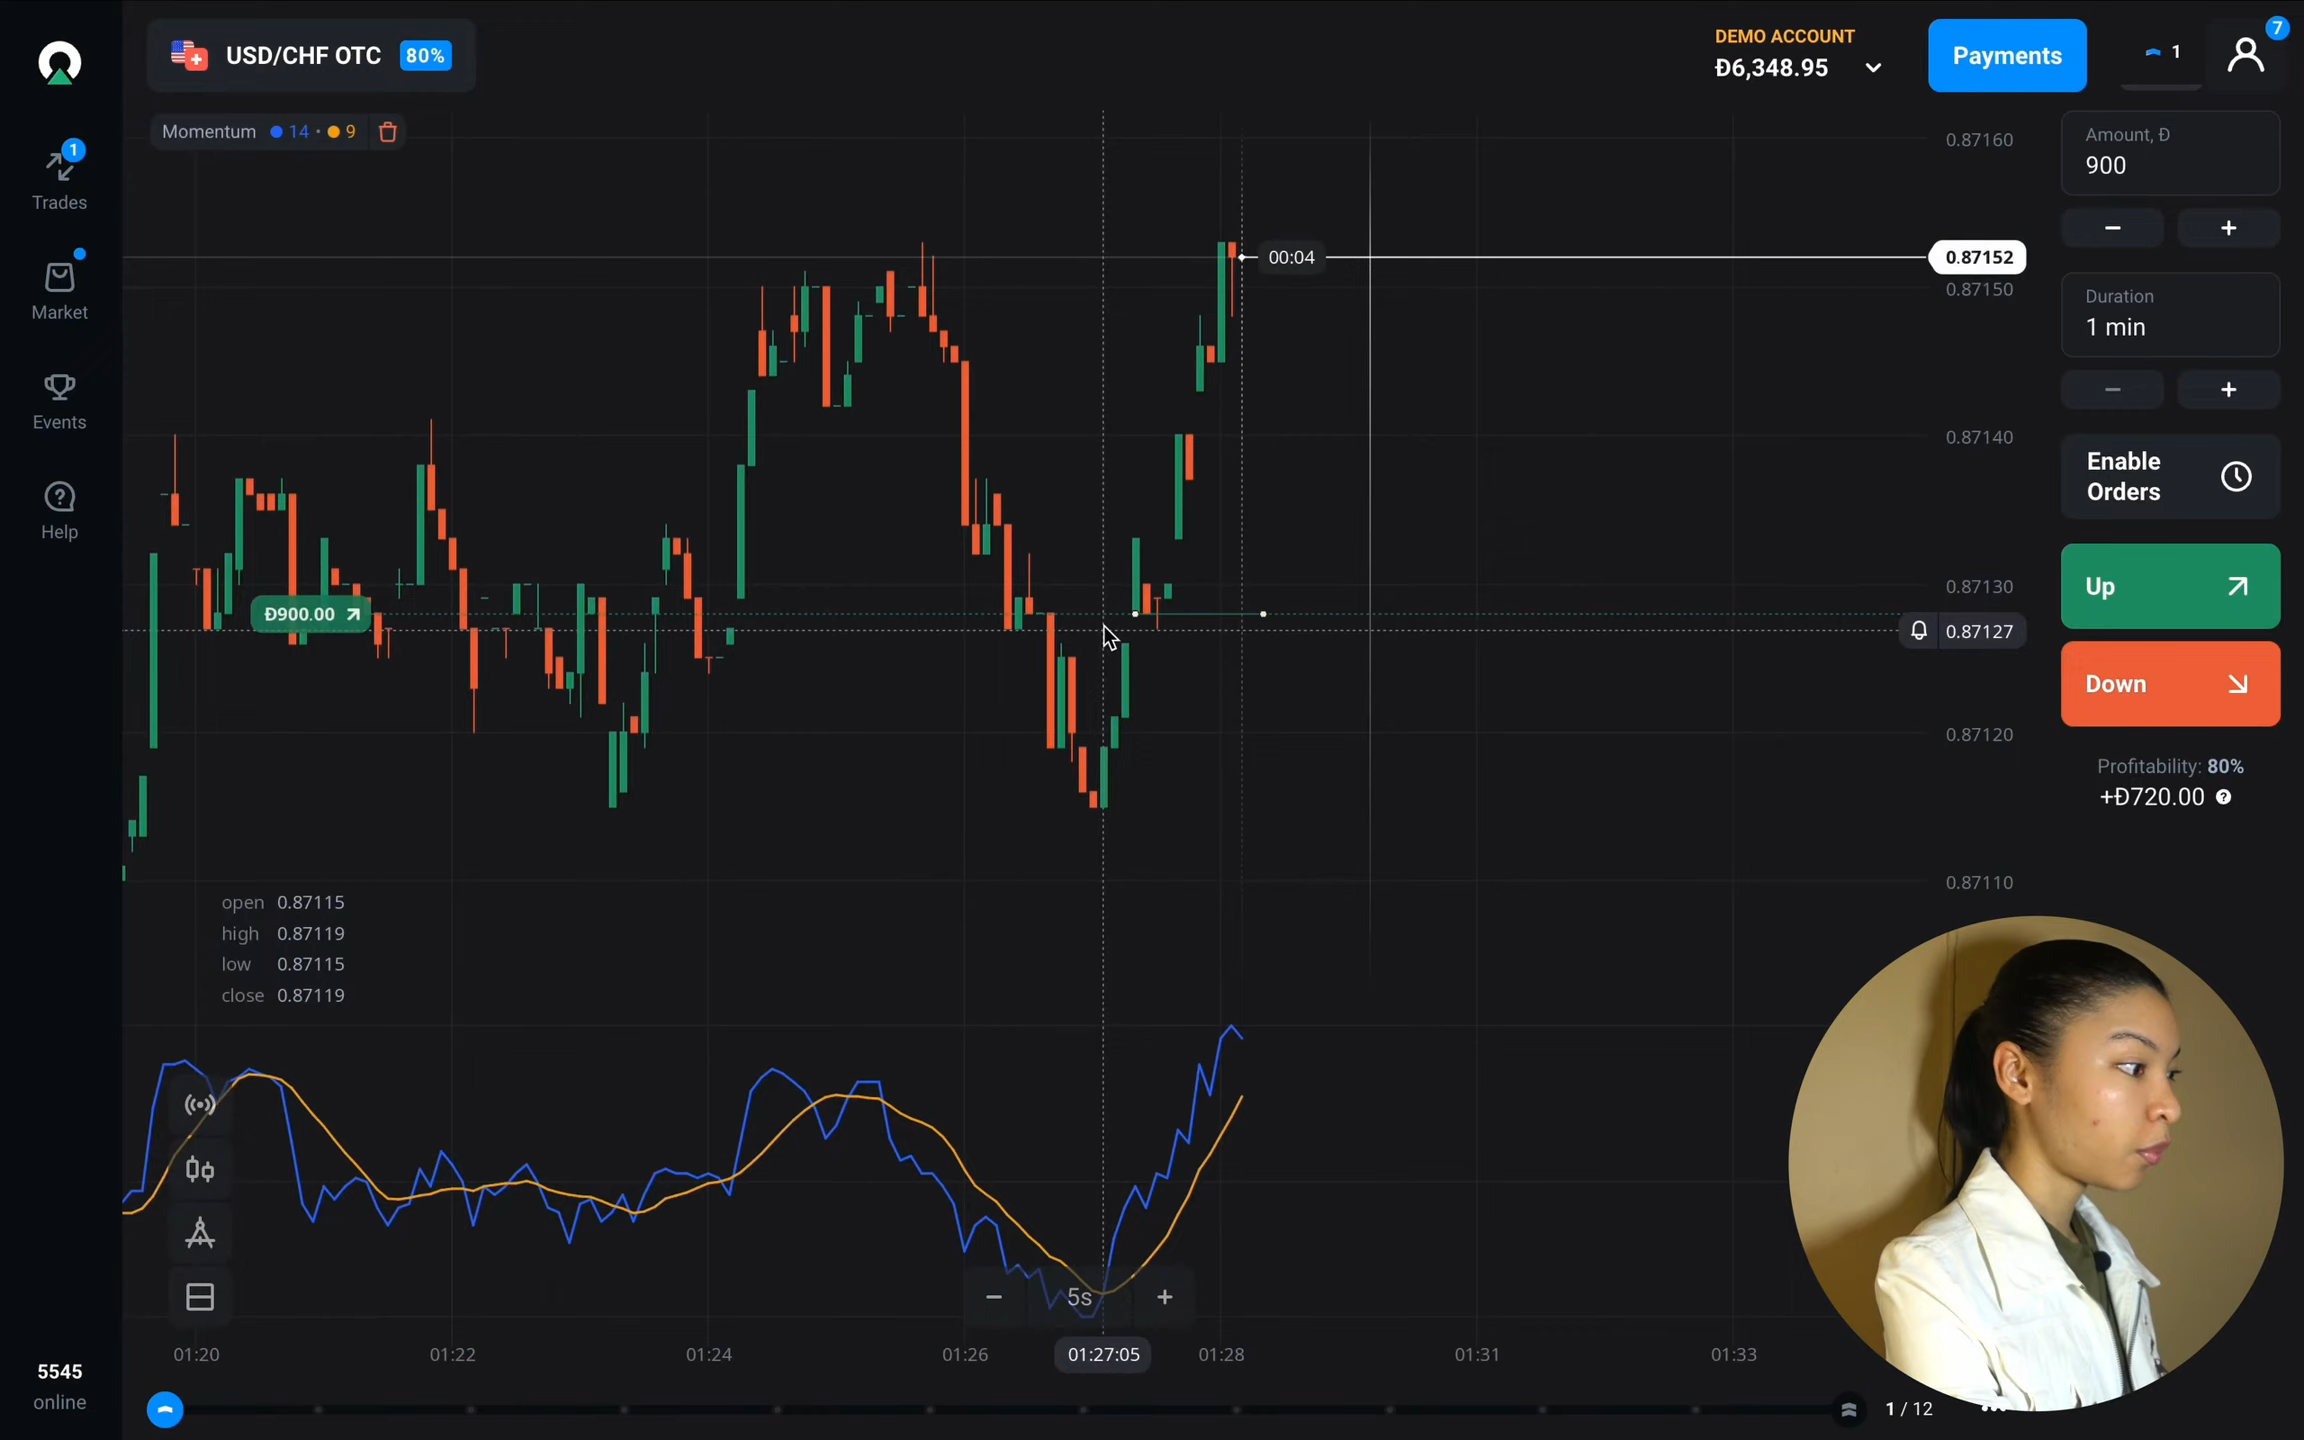 USD/CHF OTC 80%
DEMO ACCOUNT
Đ6,348.95
Payments
1
7
Momentum 14 · 9
1
Trades
Market
Events
Help
0.87160
0.87152
0.87150
0.87140
0.87130
0.87127
0.87120
0.87110
00:04
Đ900.00
Amount, Đ
900
Duration
1 min
Enable
Orders
Up
Down
Profitability: 80%
+Đ720.00
open 0.87115
high 0.87119
low 0.87115
close 0.87119
5s
01:20
01:22
01:24
01:26
01:27:05
01:28
01:31
01:33
5545
online
1 / 12